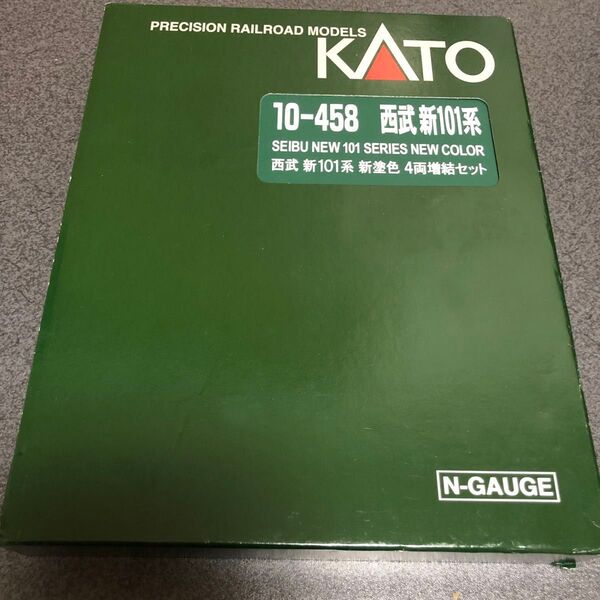 PRECISION RAILROAD MODELS
KATO
10-458 西武 新101系
SEIBU NEW 101 SERIES NEW COLOR
西武 新101系 新塗色 4両増結セット
N-GAUGE